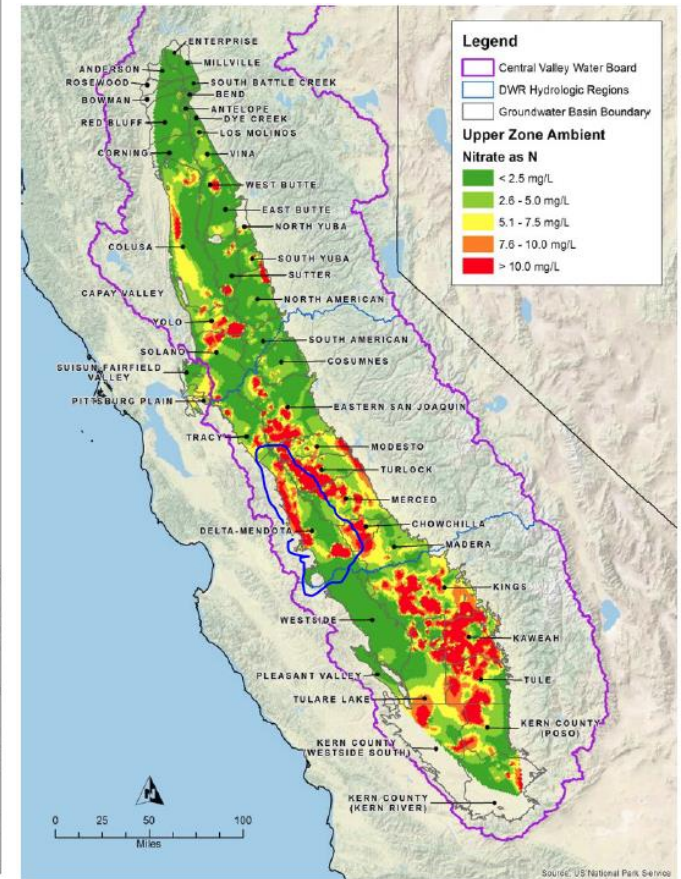 Legend
Central Valley Water Board
DWR Hydrologic Regions
Groundwater Basin Boundary
Upper Zone Ambient
Nitrate as N
< 2.5 mg/L
2.6 - 5.0 mg/L
5.1 - 7.5 mg/L
7.6 - 10.0 mg/L
> 10.0 mg/L
ENTERPRISE
ANDERSON
MILLVILLE
ROSEWOOD
SOUTH BATTLE CREEK
BOWMAN
BEND
ANTELOPE
RED BLUFF
DYE CREEK
LOS MOLINOS
CORNING
VINA
WEST BUTTE
EAST BUTTE
NORTH YUBA
COLUSA
SOUTH YUBA
SUTTER
CAPAY VALLEY
NORTH AMERICAN
YOLO
SOUTH AMERICAN
SOLANO
COSUMNES
SUISUN-FAIRFIELD
VALLEY
PITTSBURG PLAIN
EASTERN SAN JOAQUIN
TRACY
MODESTO
TURLOCK
MERCED
CHOWCHILLA
DELTA-MENDOTA
MADERA
KINGS
WESTSIDE
KAWEAH
PLEASANT VALLEY
TULE
TULARE LAKE
KERN COUNTY
(POSO)
KERN COUNTY
(WESTSIDE SOUTH)
KERN COUNTY
(KERN RIVER)
0 25 50 100
Miles
Source: US National Park Service